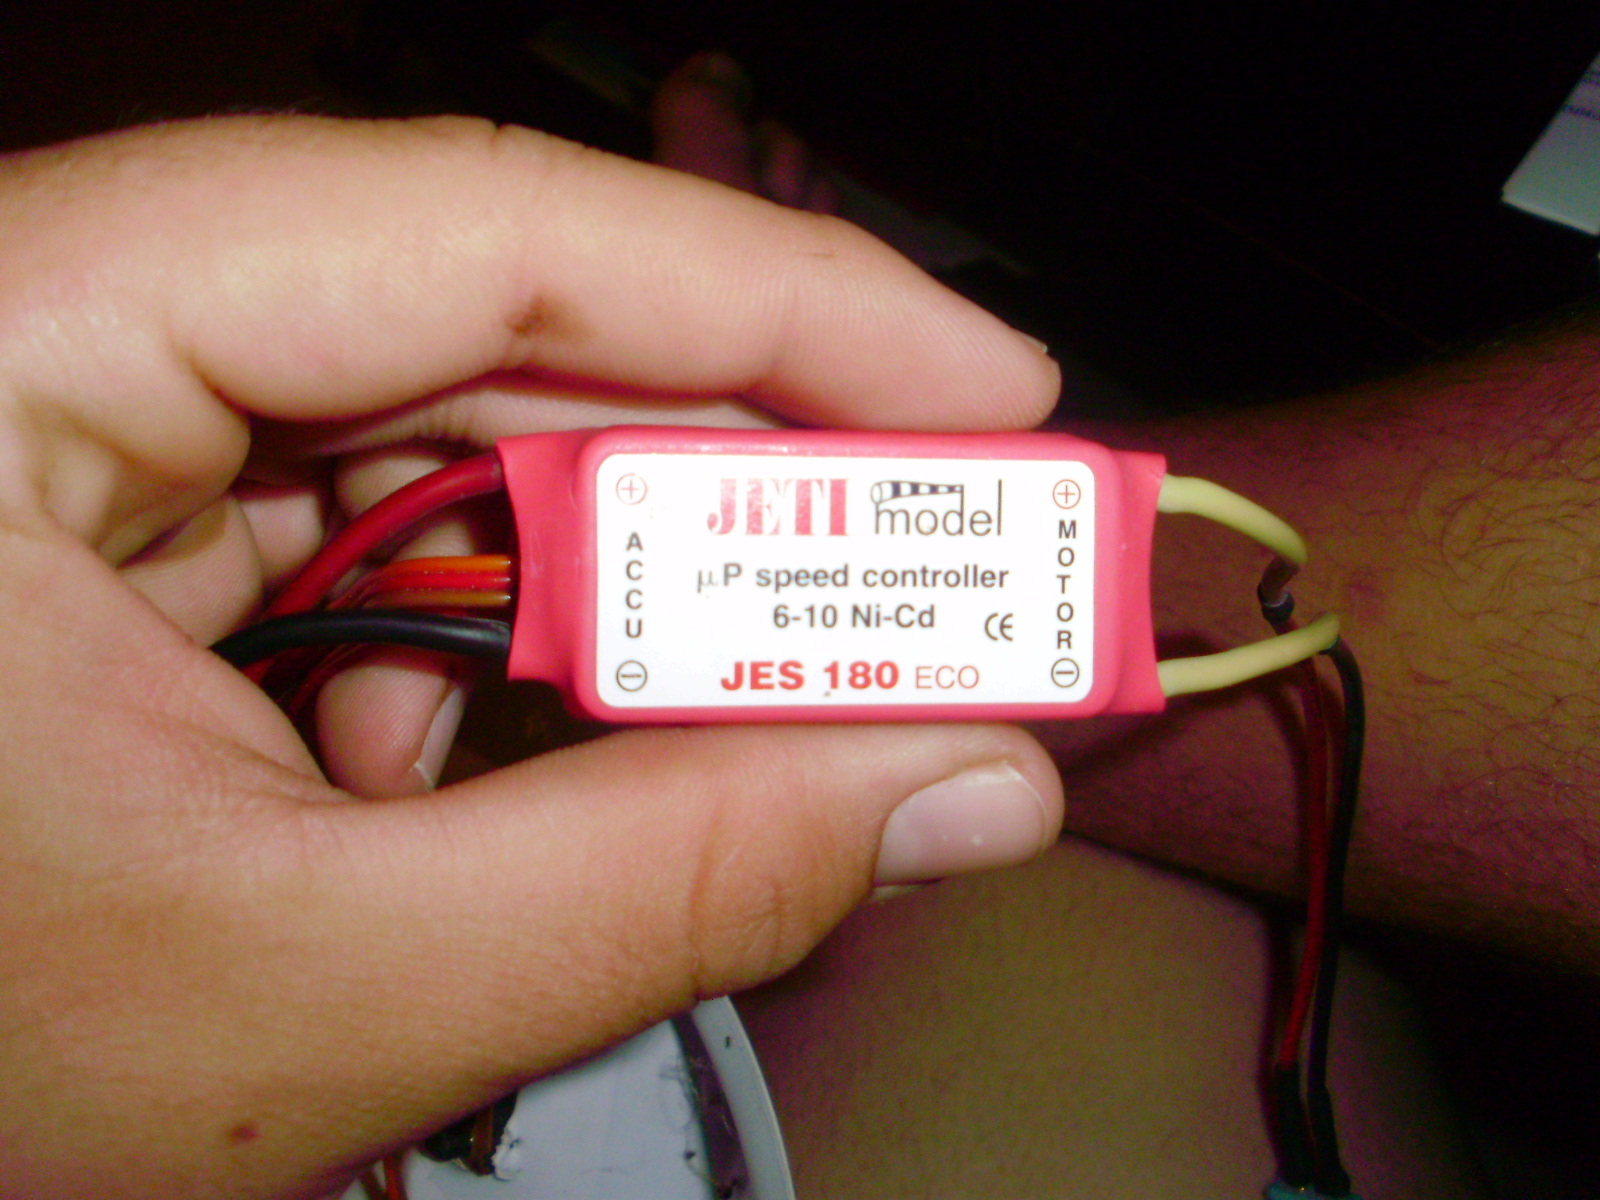 JETI model
μP speed controller
6-10 Ni-Cd
CE
JES 180 ECO
+
ACCU
−
+
MOTOR
−